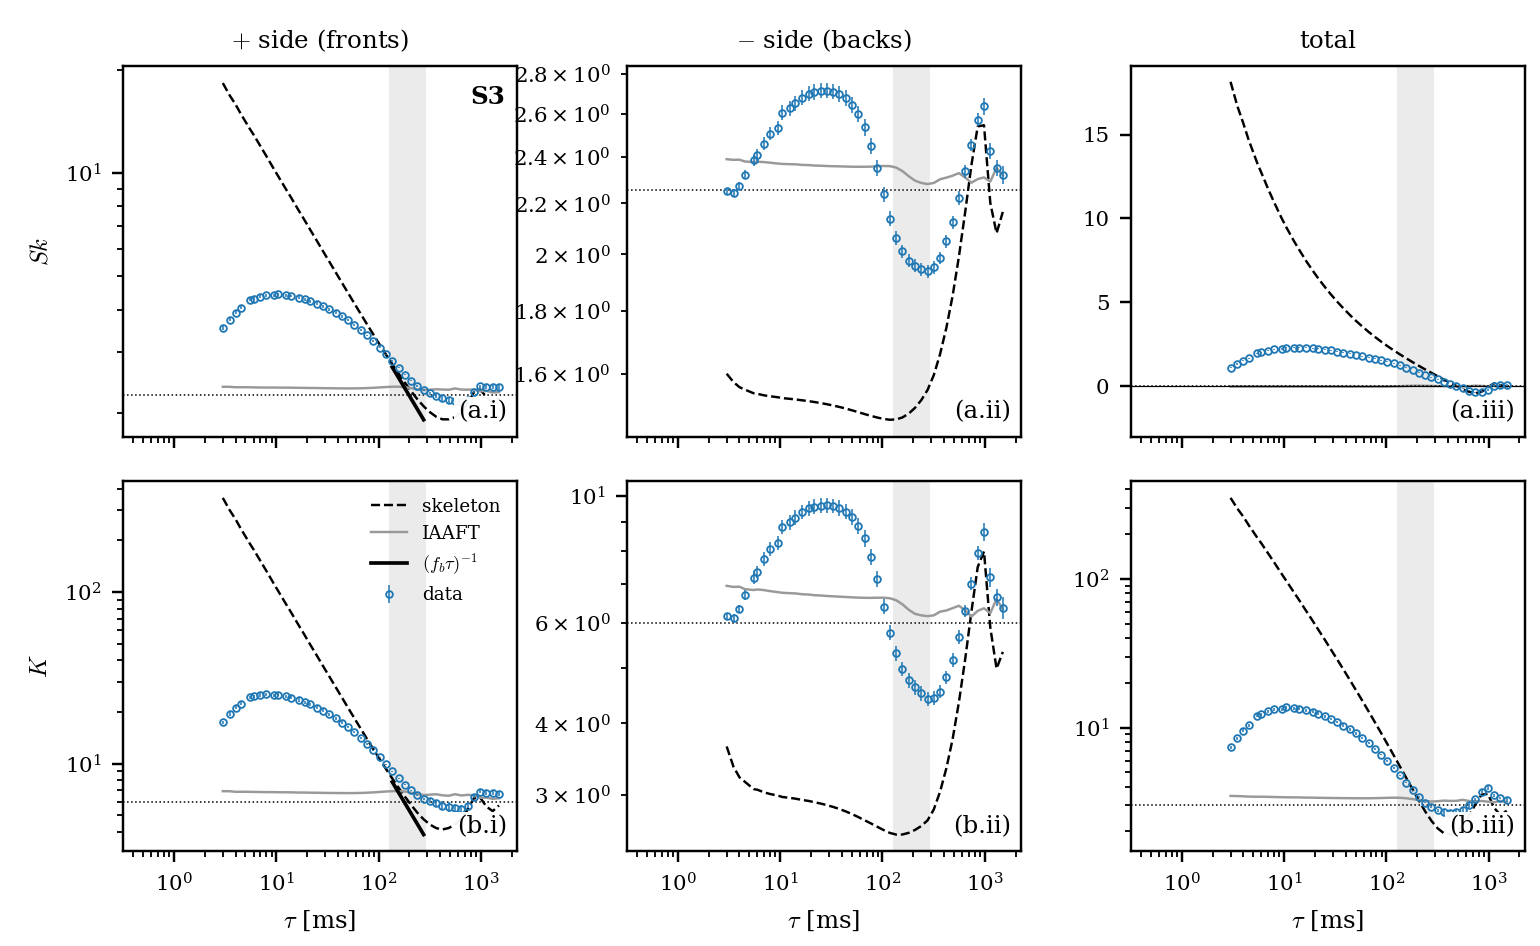 + side (fronts)
− side (backs)
total
Sk
10¹
S3
(a.i)
2.8 × 10⁰
2.6 × 10⁰
2.4 × 10⁰
2.2 × 10⁰
2 × 10⁰
1.8 × 10⁰
1.6 × 10⁰
(a.ii)
15
10
5
0
(a.iii)
K
10²
10¹
skeleton
IAAFT
(f_bτ)⁻¹
data
(b.i)
10¹
6 × 10⁰
4 × 10⁰
3 × 10⁰
(b.ii)
10²
10¹
(b.iii)
10⁰ 10¹ 10² 10³
10⁰ 10¹ 10² 10³
10⁰ 10¹ 10² 10³
τ [ms]
τ [ms]
τ [ms]